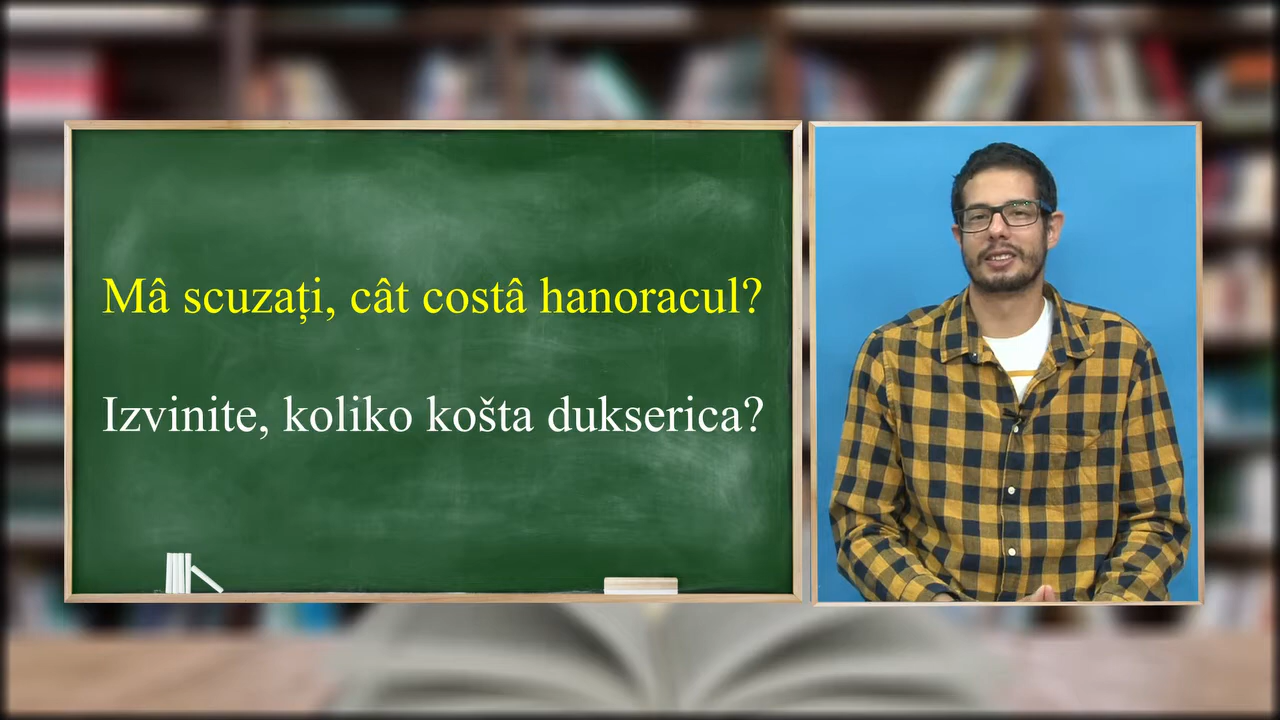 Mâ scuzați, cât costâ hanoracul?
Izvinite, koliko košta dukserica?